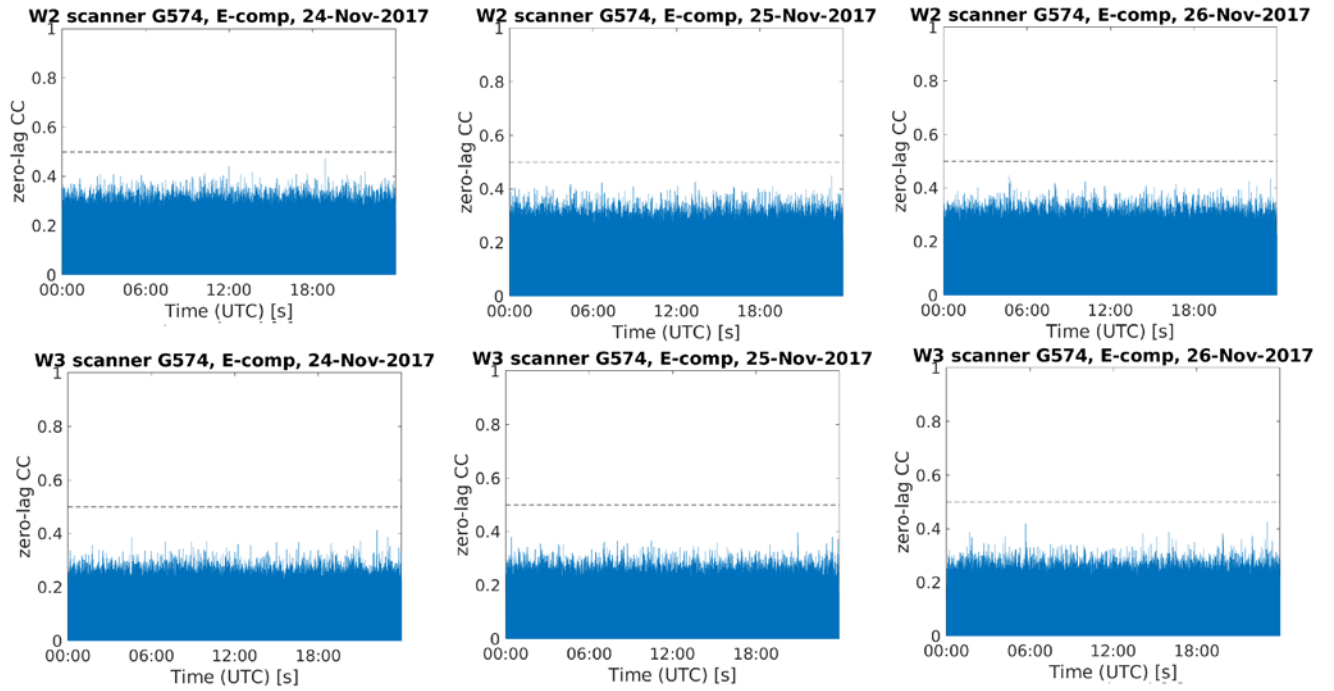 W2 scanner G574, E-comp, 24-Nov-2017
1
0.8
0.6
0.4
0.2
0
zero-lag CC
00:00 06:00 12:00 18:00
Time (UTC) [s]
W2 scanner G574, E-comp, 25-Nov-2017
1
0.8
0.6
0.4
0.2
0
zero-lag CC
00:00 06:00 12:00 18:00
Time (UTC) [s]
W2 scanner G574, E-comp, 26-Nov-2017
1
0.8
0.6
0.4
0.2
0
zero-lag CC
00:00 06:00 12:00 18:00
Time (UTC) [s]
W3 scanner G574, E-comp, 24-Nov-2017
1
0.8
0.6
0.4
0.2
0
zero-lag CC
00:00 06:00 12:00 18:00
Time (UTC) [s]
W3 scanner G574, E-comp, 25-Nov-2017
1
0.8
0.6
0.4
0.2
0
zero-lag CC
00:00 06:00 12:00 18:00
Time (UTC) [s]
W3 scanner G574, E-comp, 26-Nov-2017
1
0.8
0.6
0.4
0.2
0
zero-lag CC
00:00 06:00 12:00 18:00
Time (UTC) [s]